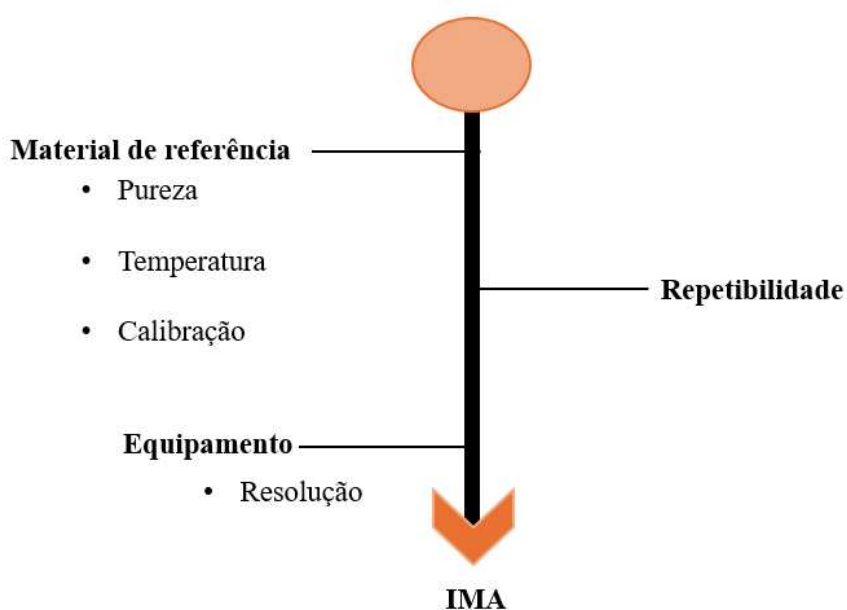 Material de referência
• Pureza
• Temperatura
• Calibração
Repetibilidade
Equipamento
• Resolução
IMA